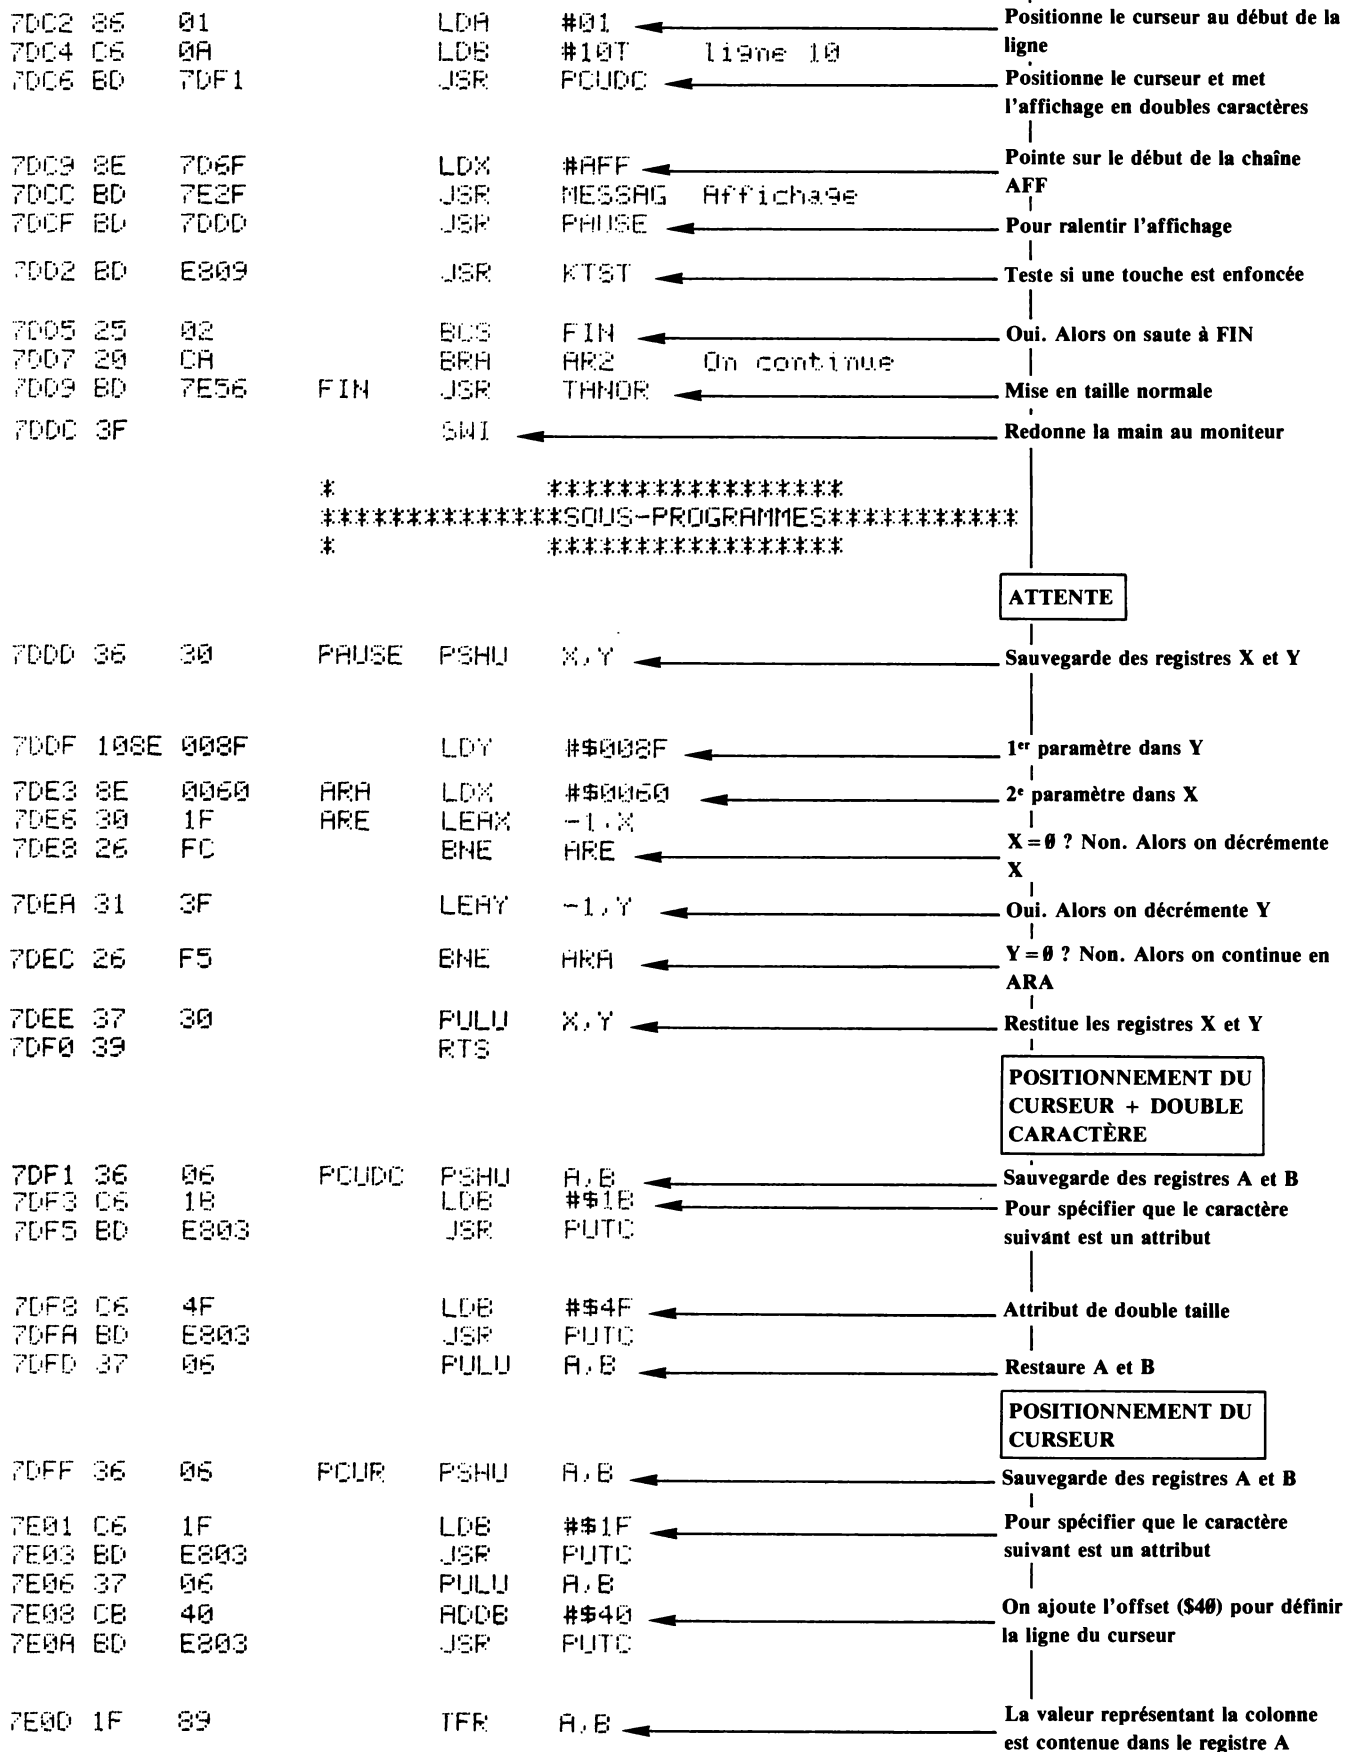 7DC2 86 01 LDA #01 Positionne le curseur au début de la
7DC4 C6 0A LDB #10T ligne 10 ligne
7DC6 BD 7DF1 JSR PCUDC Positionne le curseur et met
l'affichage en doubles caractères
7DC9 8E 7D6F LDX #AFF Pointe sur le début de la chaîne
7DCC BD 7E2F JSR MESSAG Affichage AFF
7DCF BD 7DDD JSR PAUSE Pour ralentir l'affichage
7DD2 BD E809 JSR KTST Teste si une touche est enfoncée
7DD5 25 02 BCS FIN Oui. Alors on saute à FIN
7DD7 20 CA BRA AR2 On continue
7DD9 BD 7E56 FIN JSR TANOR Mise en taille normale
7DDC 3F SWI Redonne la main au moniteur
* *****************
**************SOUS-PROGRAMMES***********
* *****************
ATTENTE
7DDD 36 30 PAUSE PSHU X,Y Sauvegarde des registres X et Y
7DDF 108E 008F LDY #$008F 1er paramètre dans Y
7DE3 8E 0060 ARA LDX #$0060 2e paramètre dans X
7DE6 30 1F ARE LEAX -1,X
7DE8 26 FC BNE ARE X = 0 ? Non. Alors on décrémente
X
7DEA 31 3F LEAY -1,Y Oui. Alors on décrémente Y
7DEC 26 F5 BNE ARA Y = 0 ? Non. Alors on continue en
ARA
7DEE 37 30 PULU X,Y Restitue les registres X et Y
7DF0 39 RTS
POSITIONNEMENT DU
CURSEUR + DOUBLE
CARACTÈRE
7DF1 36 06 PCUDC PSHU A,B Sauvegarde des registres A et B
7DF3 C6 1B LDB #$1B Pour spécifier que le caractère
7DF5 BD E803 JSR PUTC suivant est un attribut
7DF8 C6 4F LDB #$4F Attribut de double taille
7DFA BD E803 JSR PUTC
7DFD 37 06 PULU A,B Restaure A et B
POSITIONNEMENT DU
CURSEUR
7DFF 36 06 PCUR PSHU A,B Sauvegarde des registres A et B
7E01 C6 1F LDB #$1F Pour spécifier que le caractère
7E03 BD E803 JSR PUTC suivant est un attribut
7E06 37 06 PULU A,B
7E08 CB 40 ADDB #$40 On ajoute l'offset ($40) pour définir
7E0A BD E803 JSR PUTC la ligne du curseur
7E0D 1F 89 TFR A,B La valeur représentant la colonne
est contenue dans le registre A